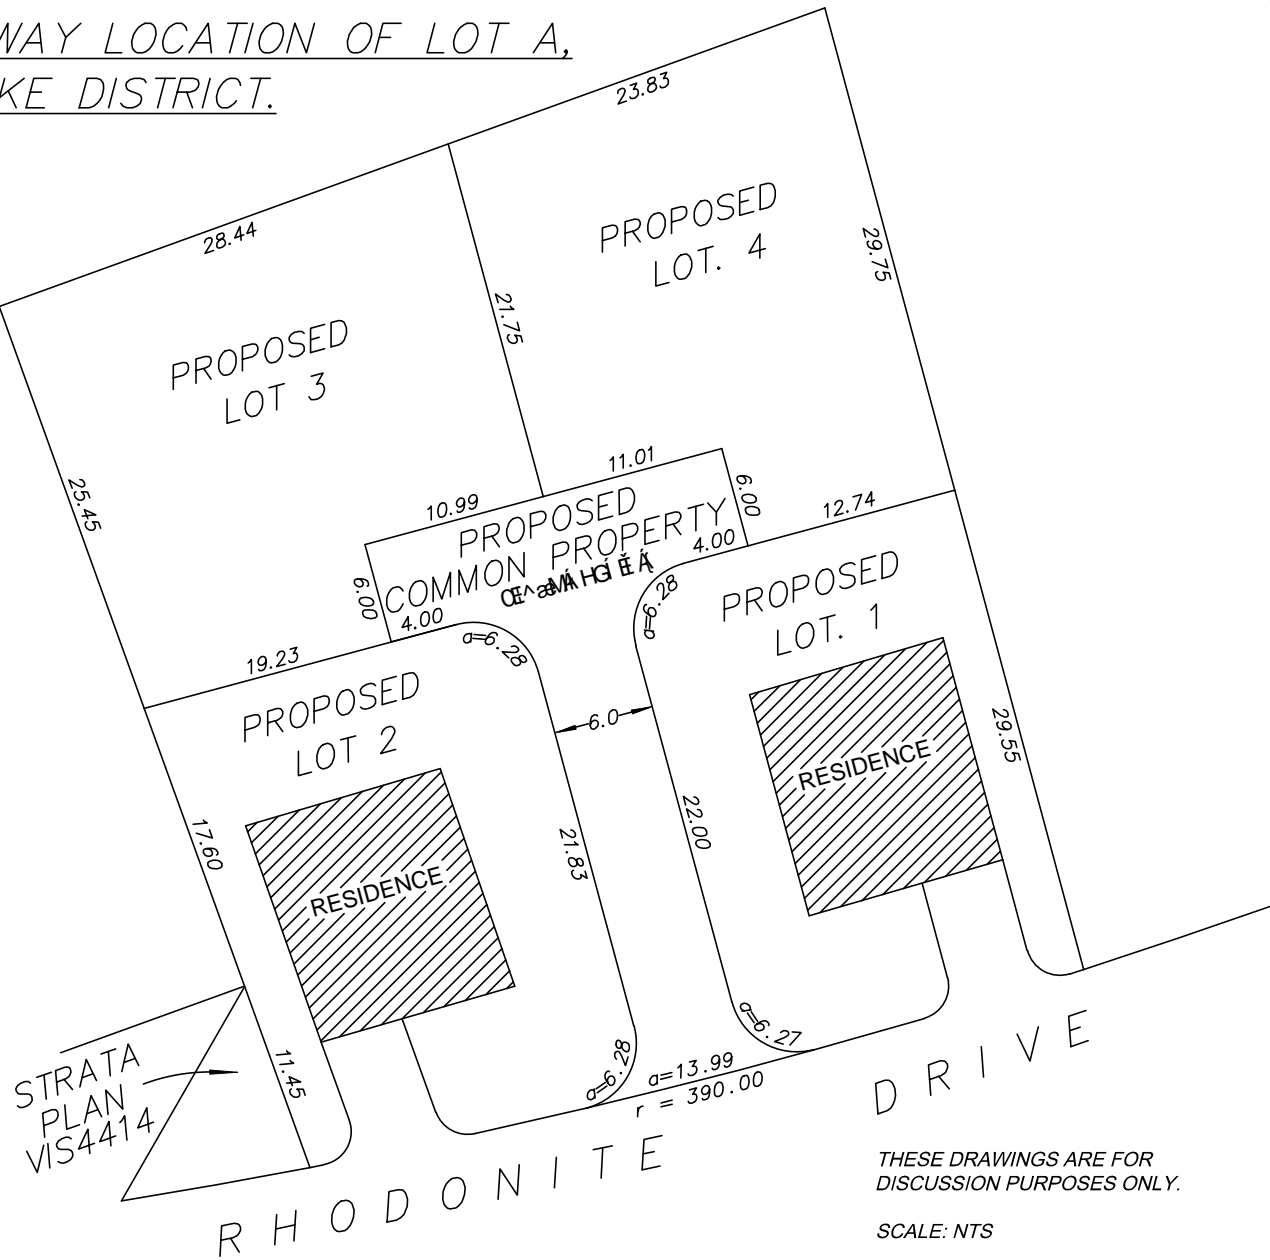 WAY LOCATION OF LOT A,
KE DISTRICT.
23.83
28.44
PROPOSED
LOT. 4
29.75
21.75
PROPOSED
LOT 3
25.45
11.01
10.99
6.00
12.74
PROPOSED
COMMON PROPERTY
4.00
6.00
4.00
a=6.28
a=6.28
PROPOSED
LOT. 1
19.23
PROPOSED
LOT 2
6.0
RESIDENCE
29.55
22.00
21.83
17.60
RESIDENCE
a=6.27
a=6.28
a=13.99
r = 390.00
11.45
STRATA
PLAN
VIS4414
RHODONITE DRIVE
THESE DRAWINGS ARE FOR
DISCUSSION PURPOSES ONLY.
SCALE: NTS